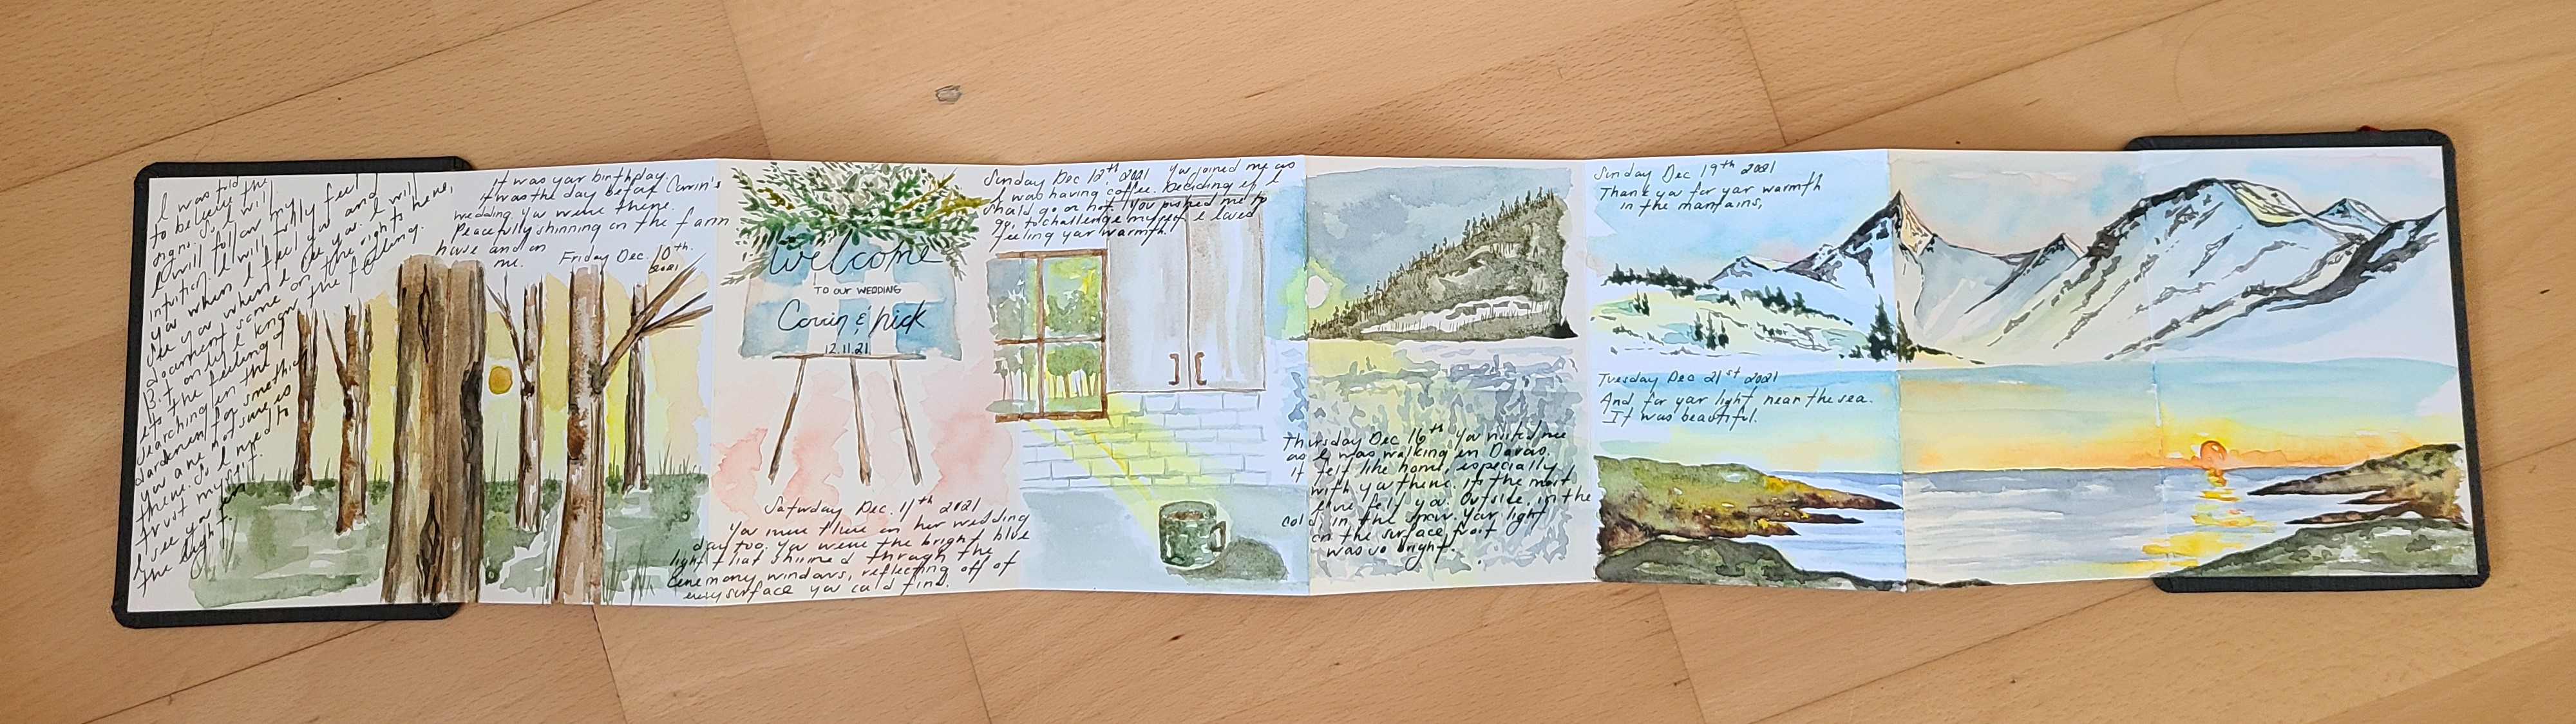 I was told
to believe the
signs. So I will.
I will follow my
intuition. I will fully feel
you when I feel you and I will
see you when I see you. I will
document some on the right to here,
But only I know the feeling.
It's the feeling of
searching in the
garden for something
you are not sure is
there. So I need to
trust myself.
I see you in
the light.
It was your birthday.
It was the day before Corrin's
wedding. You were there.
Peacefully shinning on the farm
house and on
me.
Friday Dec. 10th.
2021
Welcome
TO OUR WEDDING
Corrin & Nick
12.11.21
Saturday Dec. 11th 2021
You were there on her wedding
day too. You were the bright blue
light that shined through the
ceremony windows, reflecting off of
every surface you could find.
Sunday Dec 12th, 2021 You joined me as
I was having coffee. Deciding if I
should go or not. You pushed me to
go, to challenge myself. I loved
feeling your warmth.
Thursday Dec 16th You visited me
as I was walking in Davos.
It felt like home, especially
with you there. It's the most
I've felt you. Outside, in the
cold, in the snow. Your light
on the surface frost
was so bright.
Sunday Dec 19th 2021
Thank you for your warmth
in the mountains,
Tuesday Dec 21st 2021
And for your light near the sea.
It was beautiful.